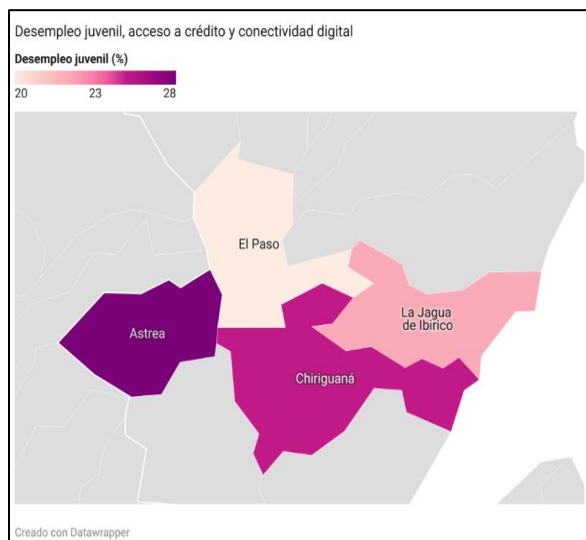 Desempleo juvenil, acceso a crédito y conectividad digital
Desempleo juvenil (%)
20 23 28
El Paso
La Jagua
de Ibirico
Astrea
Chiriguaná
Creado con Datawrapper